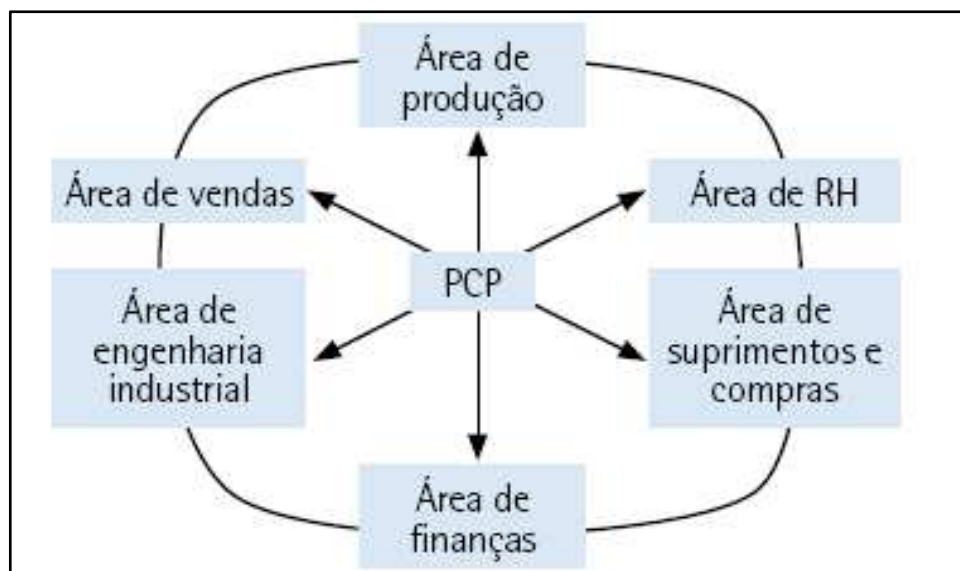 Área de
produção
Área de vendas
Área de RH
PCP
Área de
engenharia
industrial
Área de
suprimentos e
compras
Área de
finanças